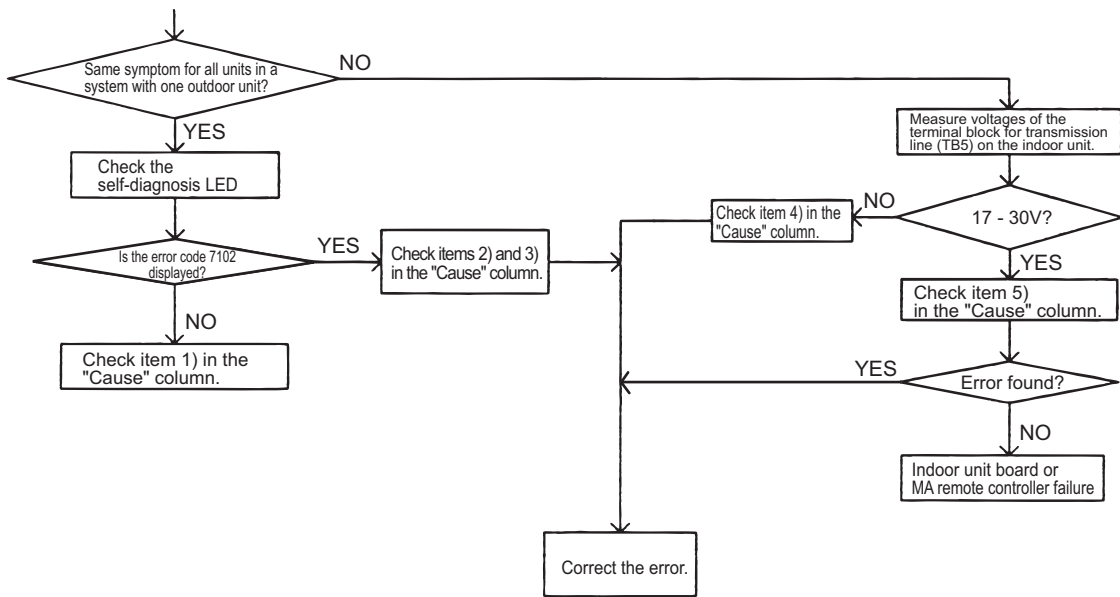 Same symptom for all units in a
system with one outdoor unit?
NO
YES
Measure voltages of the
terminal block for transmission
line (TB5) on the indoor unit.
Check the
self-diagnosis LED
NO
Check item 4) in the
"Cause" column.
17 - 30V?
Is the error code 7102
displayed?
YES
Check items 2) and 3)
in the "Cause" column.
YES
Check item 5)
in the "Cause" column.
NO
Check item 1) in the
"Cause" column.
YES
Error found?
NO
Indoor unit board or
MA remote controller failure
Correct the error.